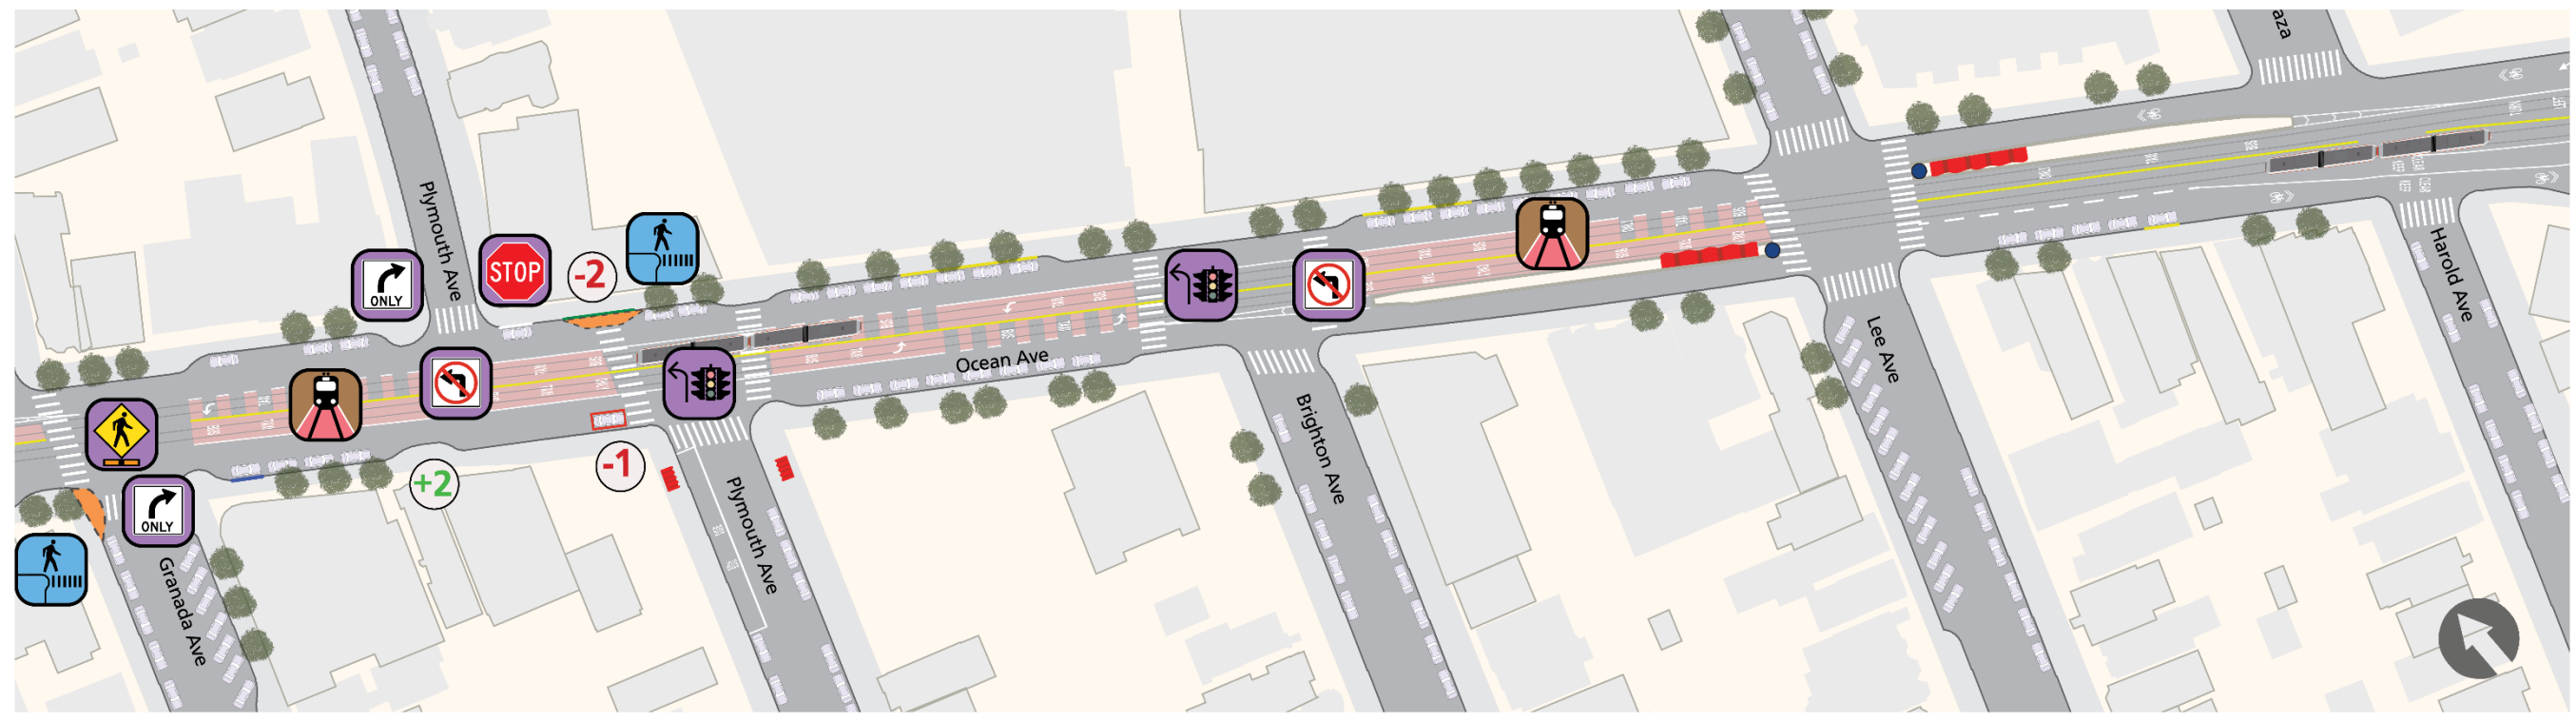 aza
Plymouth Ave
STOP
-2
ONLY
Ocean Ave
Harold Ave
Lee Ave
Brighton Ave
+2
-1
Plymouth Ave
ONLY
Granada Ave